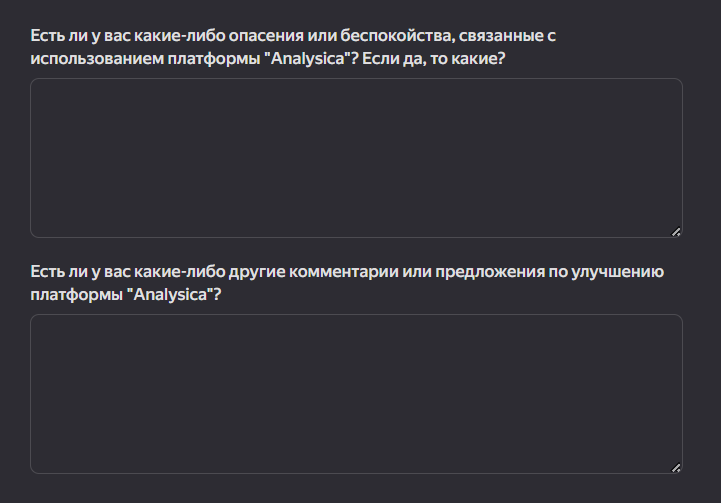 Есть ли у вас какие-либо опасения или беспокойства, связанные с
использованием платформы "Analysica"? Если да, то какие?
Есть ли у вас какие-либо другие комментарии или предложения по улучшению
платформы "Analysica"?